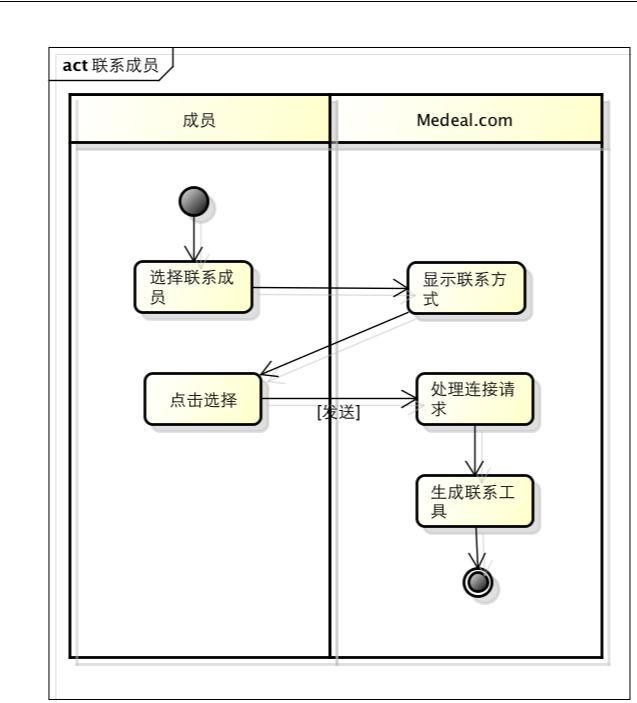 act 联系成员
成员
Medeal.com
选择联系成
员
显示联系方
式
点击选择
[发送]
处理连接请
求
生成联系工
具